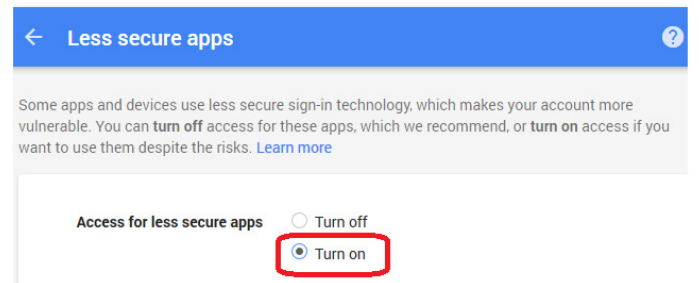 Less secure apps
Some apps and devices use less secure sign-in technology, which makes your account more
vulnerable. You can turn off access for these apps, which we recommend, or turn on access if you
want to use them despite the risks. Learn more
Access for less secure apps
Turn off
Turn on